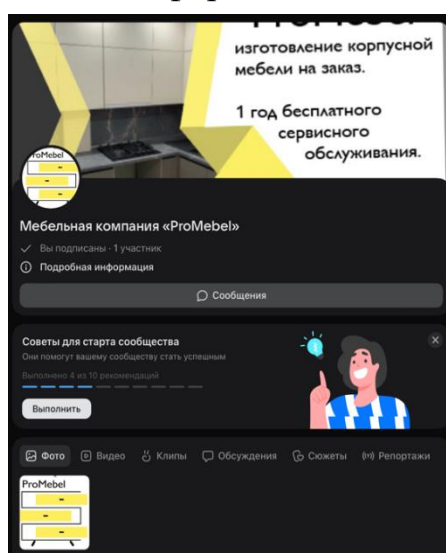 изготовление корпусной
мебели на заказ.
1 год бесплатного
сервисного
обслуживания.
roMebel
Мебельная компания «ProMebel»
Вы подписаны · 1 участник
Подробная информация
Сообщения
Советы для старта сообщества
Они помогут вашему сообществу стать успешным
Выполнено 4 из 10 рекомендаций
Выполнить
Фото Видео Клипы Обсуждения Сюжеты Репортажи
ProMebel